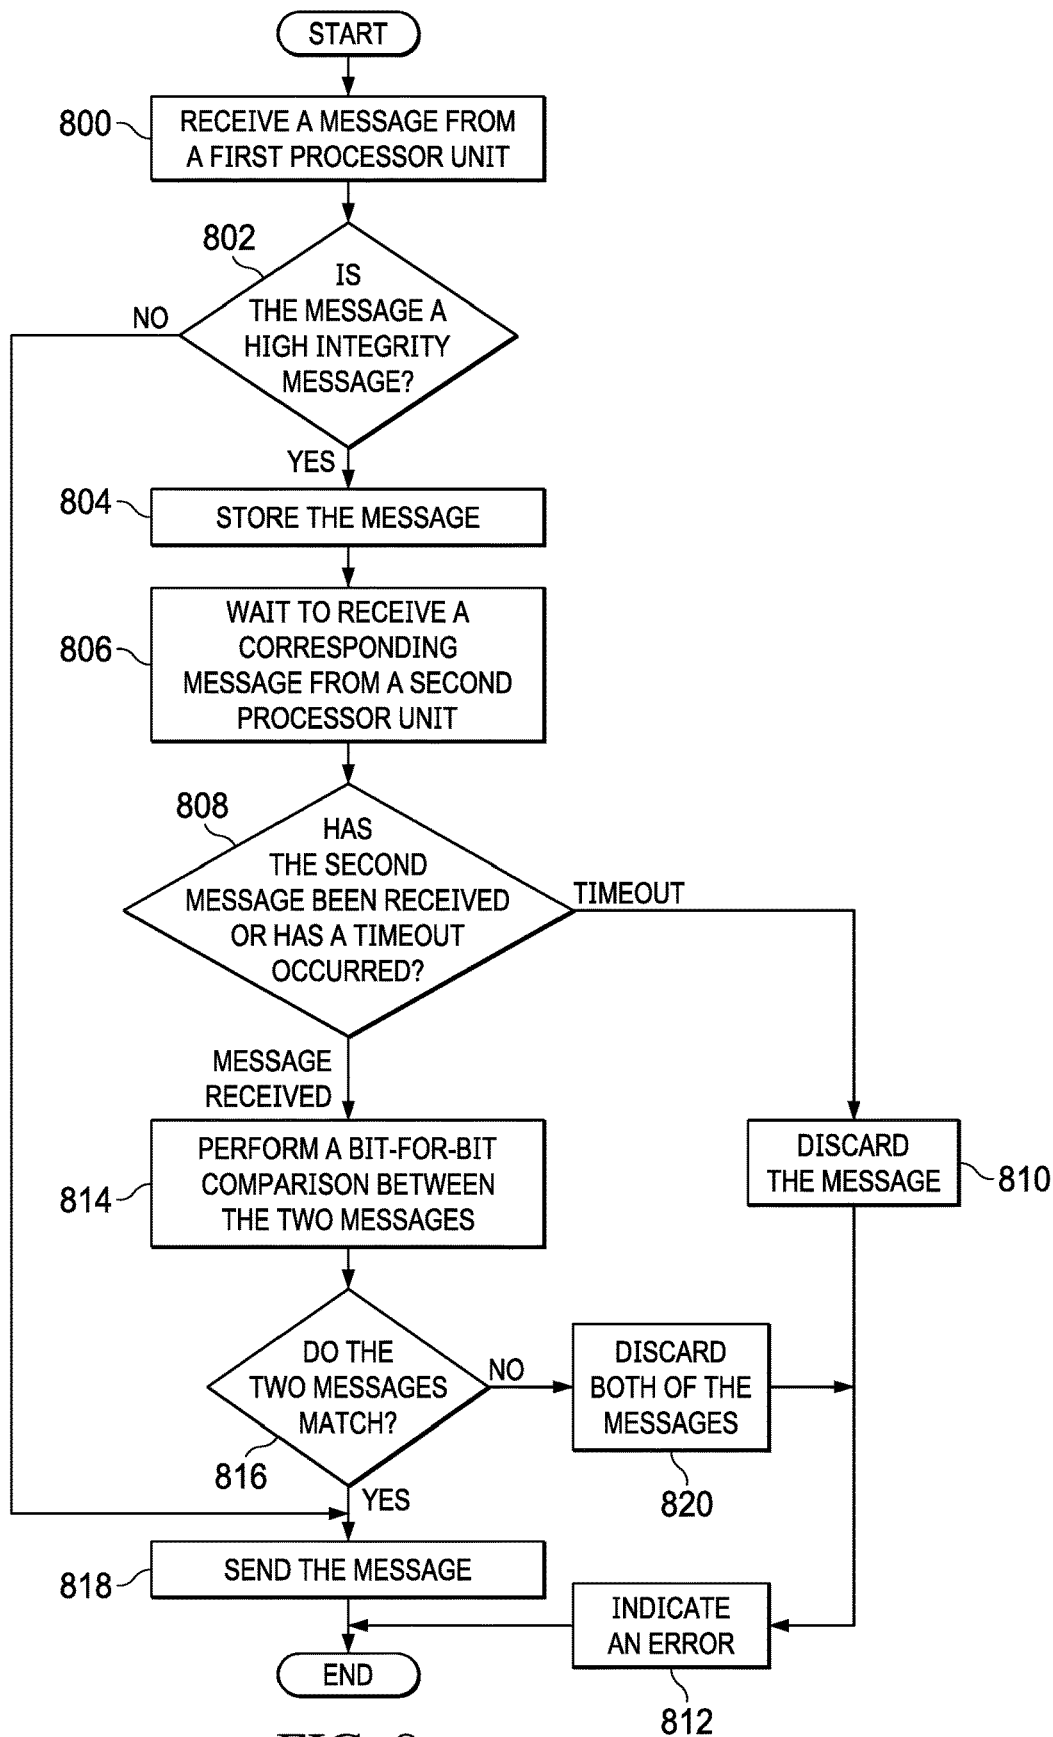 START
800
RECEIVE A MESSAGE FROM
A FIRST PROCESSOR UNIT
802
IS
THE MESSAGE A
HIGH INTEGRITY
MESSAGE?
NO
YES
804
STORE THE MESSAGE
806
WAIT TO RECEIVE A
CORRESPONDING
MESSAGE FROM A SECOND
PROCESSOR UNIT
808
HAS
THE SECOND
MESSAGE BEEN RECEIVED
OR HAS A TIMEOUT
OCCURRED?
TIMEOUT
MESSAGE
RECEIVED
814
PERFORM A BIT-FOR-BIT
COMPARISON BETWEEN
THE TWO MESSAGES
DISCARD
THE MESSAGE
810
DO THE
TWO MESSAGES
MATCH?
816
NO
DISCARD
BOTH OF THE
MESSAGES
820
YES
818
SEND THE MESSAGE
INDICATE
AN ERROR
812
END